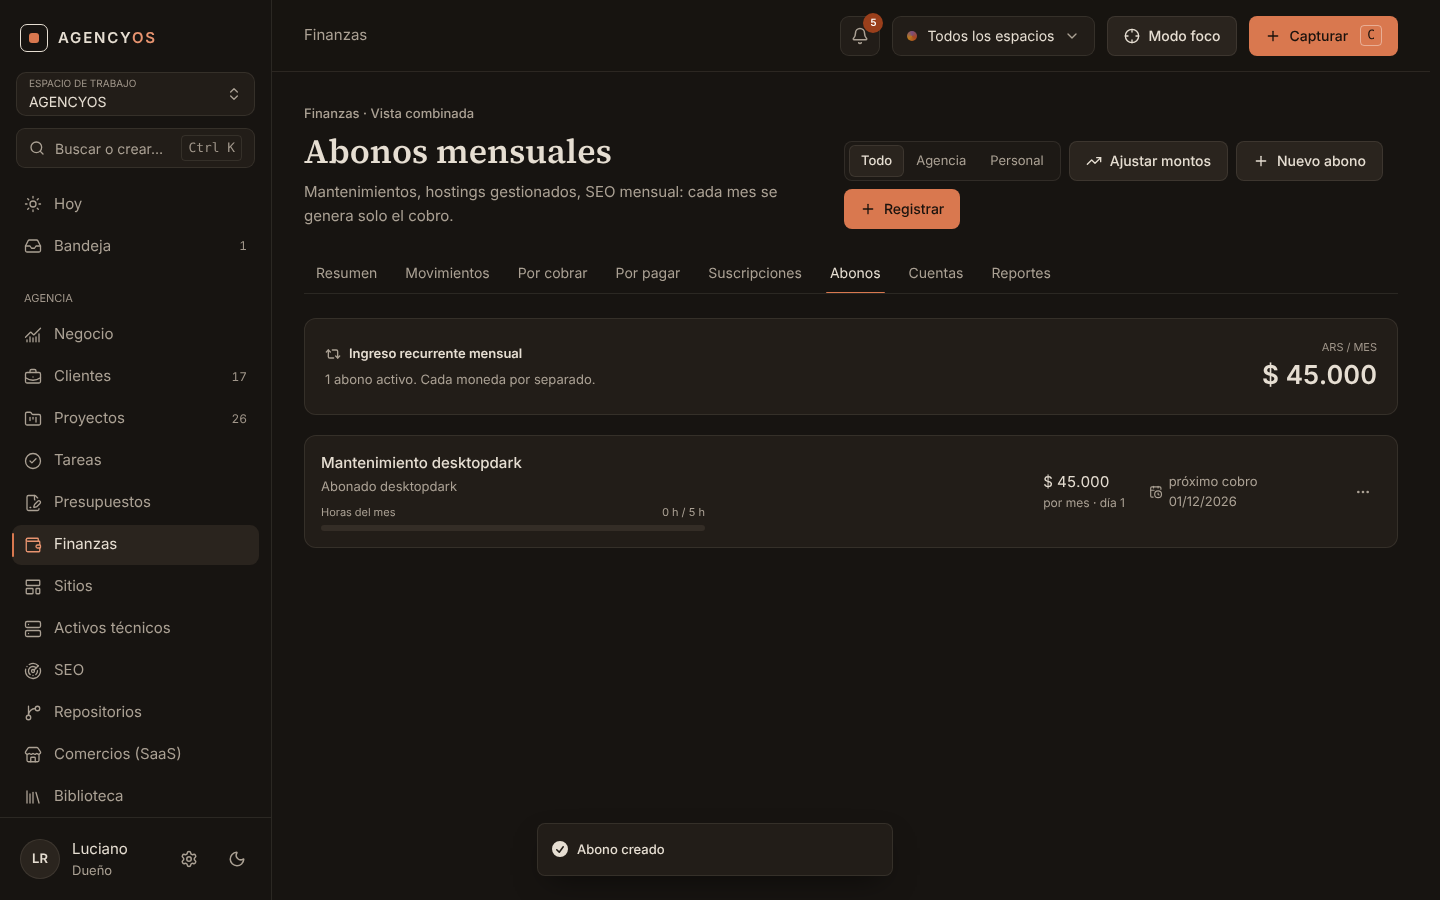 AGENCYOS
ESPACIO DE TRABAJO
AGENCYOS
Buscar o crear... Ctrl K
Hoy
Bandeja 1
AGENCIA
Negocio
Clientes 17
Proyectos 26
Tareas
Presupuestos
Finanzas
Sitios
Activos técnicos
SEO
Repositorios
Comercios (SaaS)
Biblioteca
LR
Luciano
Dueño
Finanzas
5
Todos los espacios
Modo foco
Capturar C
Finanzas · Vista combinada
Abonos mensuales
Mantenimientos, hostings gestionados, SEO mensual: cada mes se
genera solo el cobro.
Todo Agencia Personal
Ajustar montos
Nuevo abono
Registrar
Resumen Movimientos Por cobrar Por pagar Suscripciones Abonos Cuentas Reportes
Ingreso recurrente mensual
1 abono activo. Cada moneda por separado.
ARS / MES
$ 45.000
Mantenimiento desktopdark
Abonado desktopdark
Horas del mes 0 h / 5 h
$ 45.000
por mes · día 1
próximo cobro
01/12/2026
Abono creado